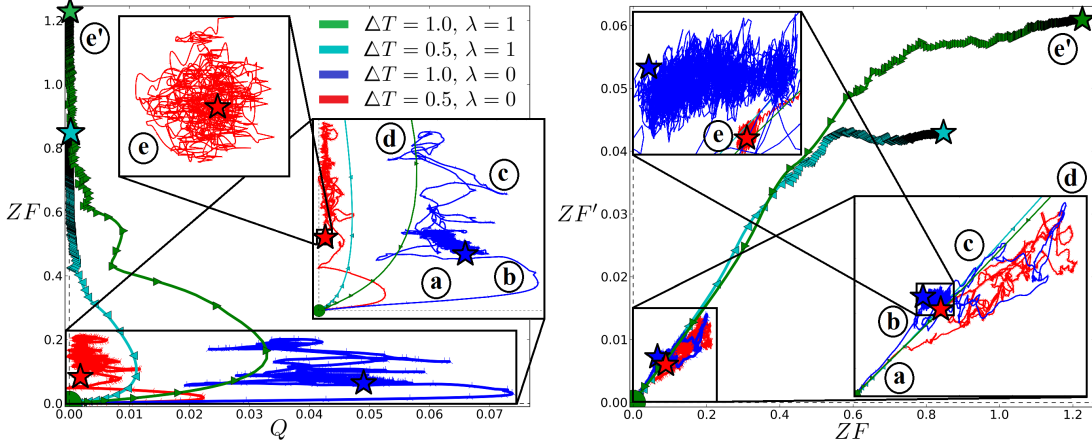 ΔT = 1.0, λ = 1
ΔT = 0.5, λ = 1
ΔT = 1.0, λ = 0
ΔT = 0.5, λ = 0
e'
e
d
c
a
b
1.2
1.0
0.8
ZF
0.6
0.4
0.2
0.0
0.00 0.01 0.02 0.03 0.04 0.05 0.06 0.07
Q
0.06
e'
e
0.05
0.04
ZF'
0.03
d
c
0.02
b
a
0.01
0.00
0.0 0.2 0.4 0.6 0.8 1.0 1.2
ZF